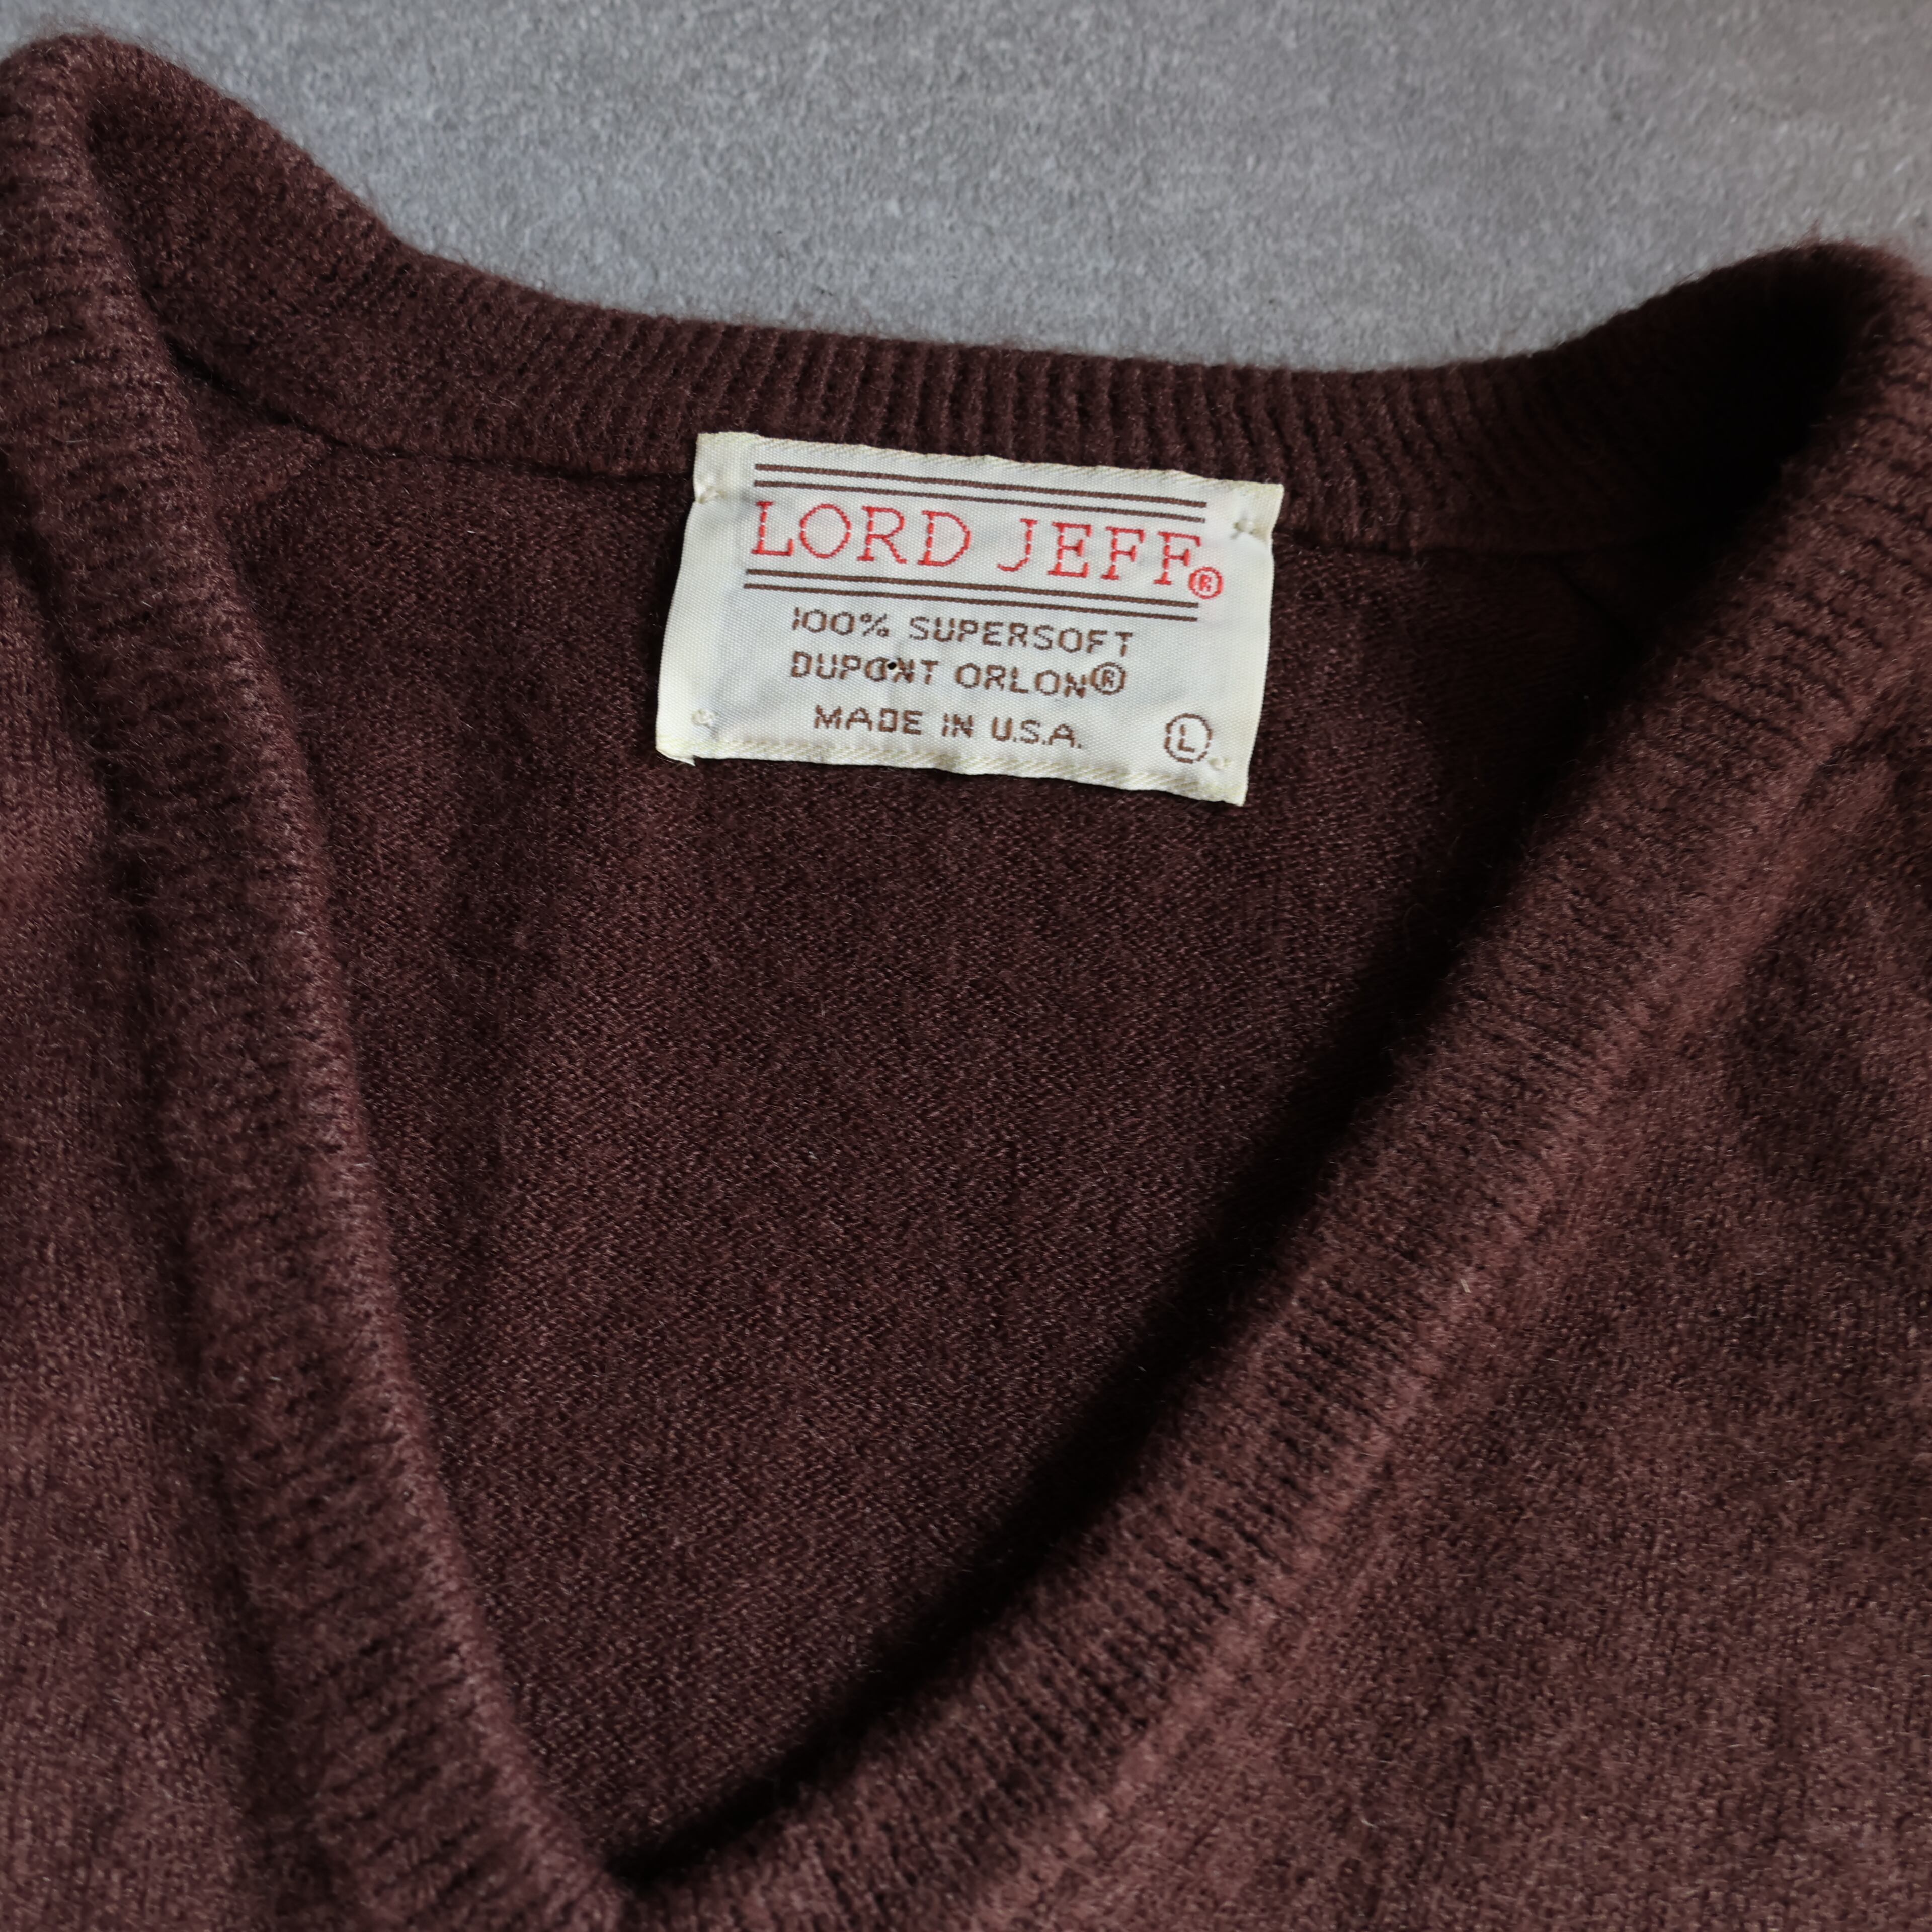 LORD JEFF®
100% SUPERSOFT
DUPONT ORLON®
MADE IN U.S.A. Ⓛ